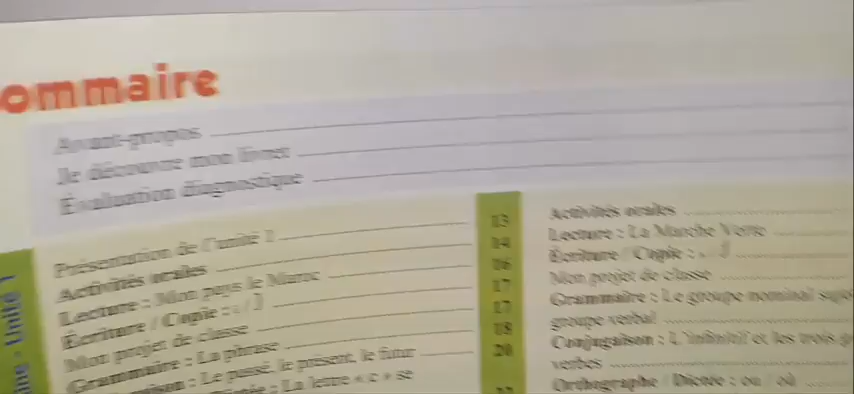 ommaire
Avant-propos
Je découvre mon livret
Évaluation diagnostique
Présentation de l'unité 1
Activités orales
Lecture : Mon pays le Maroc
Écriture / Copie :
Mon projet de classe
Grammaire : La phrase
Le passé, le présent, le futur
La lettre « c » se
13
14
16
17
17
18
20
Activités orales
Lecture : La Marche Verte
Écriture / Copie :
Mon projet de classe
Grammaire : Le groupe nominal sujet
groupe verbal
Conjugaison : L'infinitif et les trois g
verbes
Orthographe / Dictée : ou / où
Unité 1